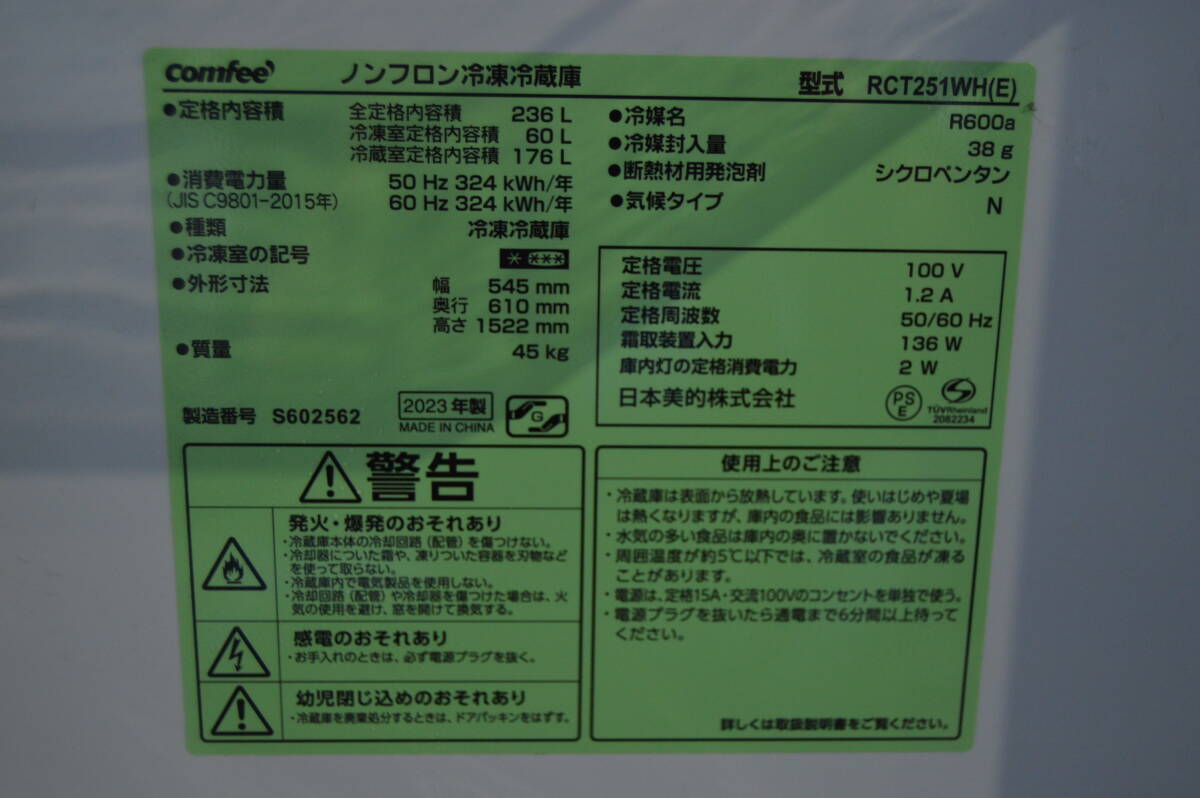 comfee' ノンフロン冷凍冷蔵庫 型式 RCT251WH(E)
●定格内容積 全定格内容積 236 L
冷凍室定格内容積 60 L
冷蔵室定格内容積 176 L
●消費電力量 50 Hz 324 kWh/年
(JIS C9801-2015年) 60 Hz 324 kWh/年
●種類 冷凍冷蔵庫
●冷凍室の記号 * ***
●外形寸法 幅 545 mm
奥行 610 mm
高さ 1522 mm
●質量 45 kg
製造番号 S602562
2023 年製
MADE IN CHINA
G
●冷媒名 R600a
●冷媒封入量 38 g
●断熱材用発泡剤 シクロペンタン
●気候タイプ N
定格電圧 100 V
定格電流 1.2 A
定格周波数 50/60 Hz
霜取装置入力 136 W
庫内灯の定格消費電力 2 W
日本美的株式会社
PS
E
TÜVRheinland
2082234
警告
発火・爆発のおそれあり
・冷蔵庫本体の冷却回路(配管)を傷つけない。
・冷却器についた霜や、凍りついた容器を刃物など
を使って取らない。
・冷蔵庫内で電気製品を使用しない。
・冷却回路(配管)や冷却器を傷つけた場合は、火
気の使用を避け、窓を開けて換気する。
感電のおそれあり
・お手入れのときは、必ず電源プラグを抜く。
幼児閉じ込めのおそれあり
・冷蔵庫を廃棄処分するときは、ドアパッキンをはずす。
使用上のご注意
・冷蔵庫は表面から放熱しています。使いはじめや夏場
は熱くなりますが、庫内の食品には影響ありません。
・水気の多い食品は庫内の奥に置かないでください。
・周囲温度が約5℃以下では、冷蔵室の食品が凍る
ことがあります。
・電源は、定格15A・交流100Vのコンセントを単独で使う。
・電源プラグを抜いたら通電まで6分間以上待って
ください。
詳しくは取扱説明書をご覧ください。